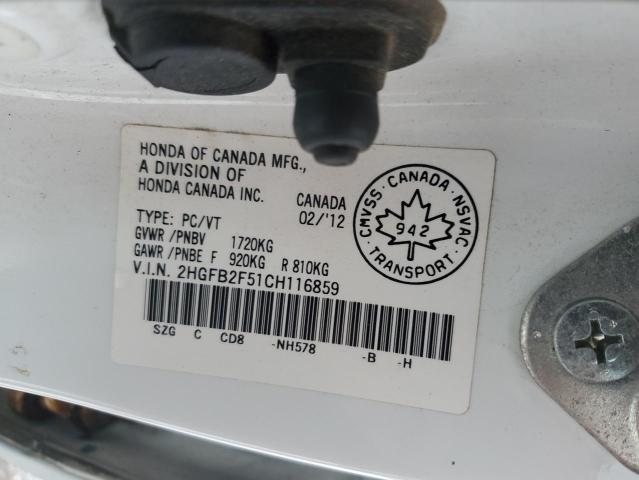 HONDA OF CANADA MFG.,
A DIVISION OF
HONDA CANADA INC. CANADA
02/'12
TYPE: PC/VT
GVWR /PNBV 1720KG
GAWR /PNBE F 920KG R 810KG
V.I.N. 2HGFB2F51CH116859
SZG C CD8 -NH578 -B -H
CMVSS · CANADA · NSVAC
942
TRANSPORT